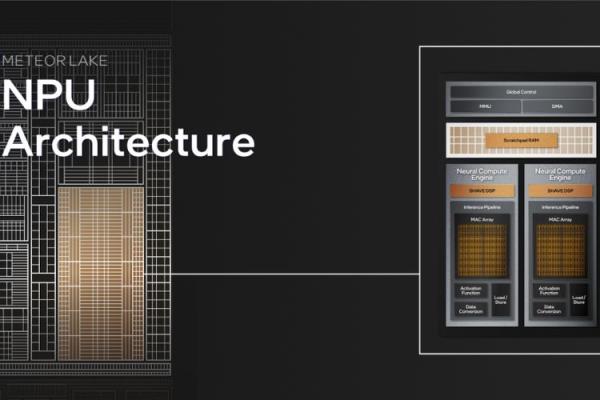 METEOR LAKE
NPU
Architecture
Global Control
MMU
DMA
Scratchpad RAM
Neural Compute
Engine
SHAVE DSP
Inference Pipeline
MAC Array
Activation
Function
Load /
Store
Data
Conversion
Neural Compute
Engine
SHAVE DSP
Inference Pipeline
MAC Array
Activation
Function
Load /
Store
Data
Conversion